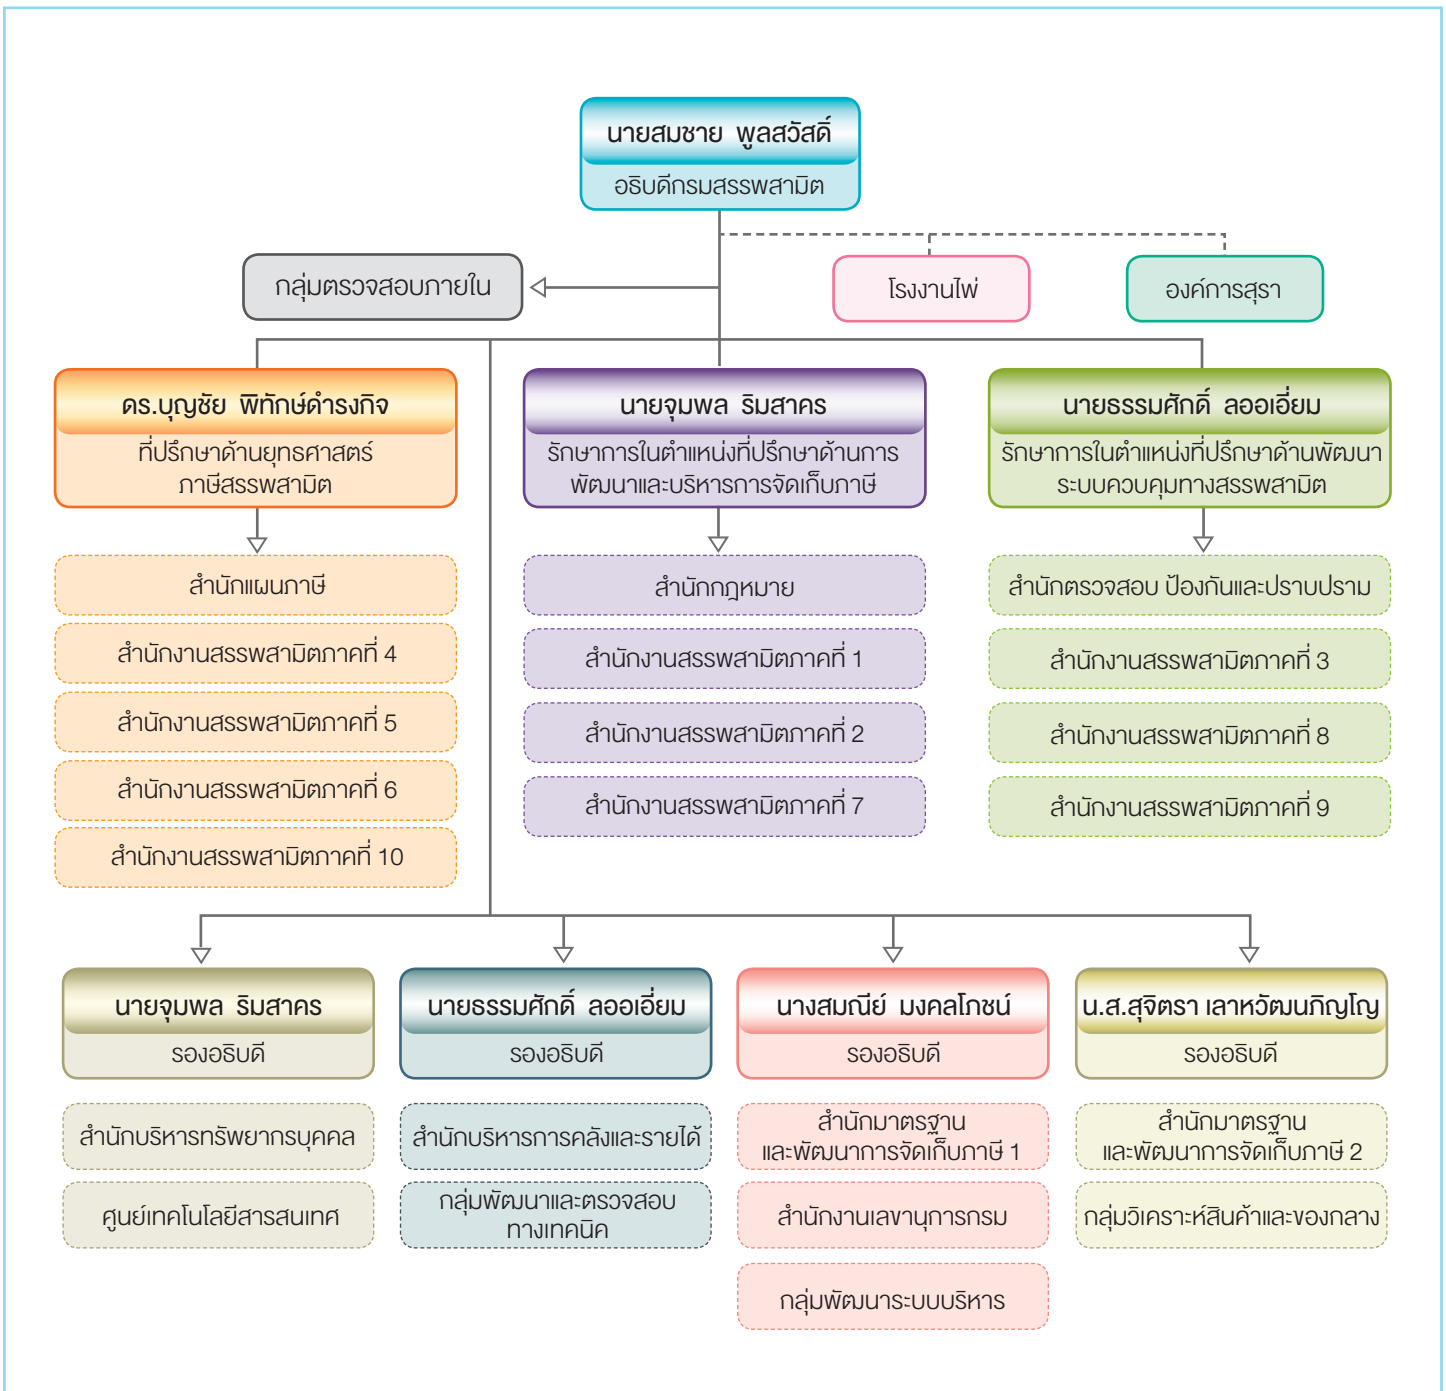 นายสมชาย พูลสวัสดิ์
อธิบดีกรมสรรพสามิต
กลุ่มตรวจสอบภายใน
โรงงานไพ่
องค์การสุรา
ดร.บุญชัย พิทักษ์ดำรงกิจ
ที่ปรึกษาด้านยุทธศาสตร์
ภาษีสรรพสามิต
สำนักแผนภาษี
สำนักงานสรรพสามิตภาคที่ 4
สำนักงานสรรพสามิตภาคที่ 5
สำนักงานสรรพสามิตภาคที่ 6
สำนักงานสรรพสามิตภาคที่ 10
นายจุมพล ริมสาคร
รักษาการในตำแหน่งที่ปรึกษาด้านการ
พัฒนาและบริหารการจัดเก็บภาษี
สำนักกฎหมาย
สำนักงานสรรพสามิตภาคที่ 1
สำนักงานสรรพสามิตภาคที่ 2
สำนักงานสรรพสามิตภาคที่ 7
นายธรรมศักดิ์ ลออเอี่ยม
รักษาการในตำแหน่งที่ปรึกษาด้านพัฒนา
ระบบควบคุมทางสรรพสามิต
สำนักตรวจสอบ ป้องกันและปราบปราม
สำนักงานสรรพสามิตภาคที่ 3
สำนักงานสรรพสามิตภาคที่ 8
สำนักงานสรรพสามิตภาคที่ 9
นายจุมพล ริมสาคร
รองอธิบดี
สำนักบริหารทรัพยากรบุคคล
ศูนย์เทคโนโลยีสารสนเทศ
นายธรรมศักดิ์ ลออเอี่ยม
รองอธิบดี
สำนักบริหารการคลังและรายได้
กลุ่มพัฒนาและตรวจสอบ
ทางเทคนิค
นางสมณีย์ มงคลโภชน์
รองอธิบดี
สำนักมาตรฐาน
และพัฒนาการจัดเก็บภาษี 1
สำนักงานเลขานุการกรม
กลุ่มพัฒนาระบบบริหาร
น.ส.สุจิตรา เลาหวัฒนภิญโญ
รองอธิบดี
สำนักมาตรฐาน
และพัฒนาการจัดเก็บภาษี 2
กลุ่มวิเคราะห์สินค้าและของกลาง